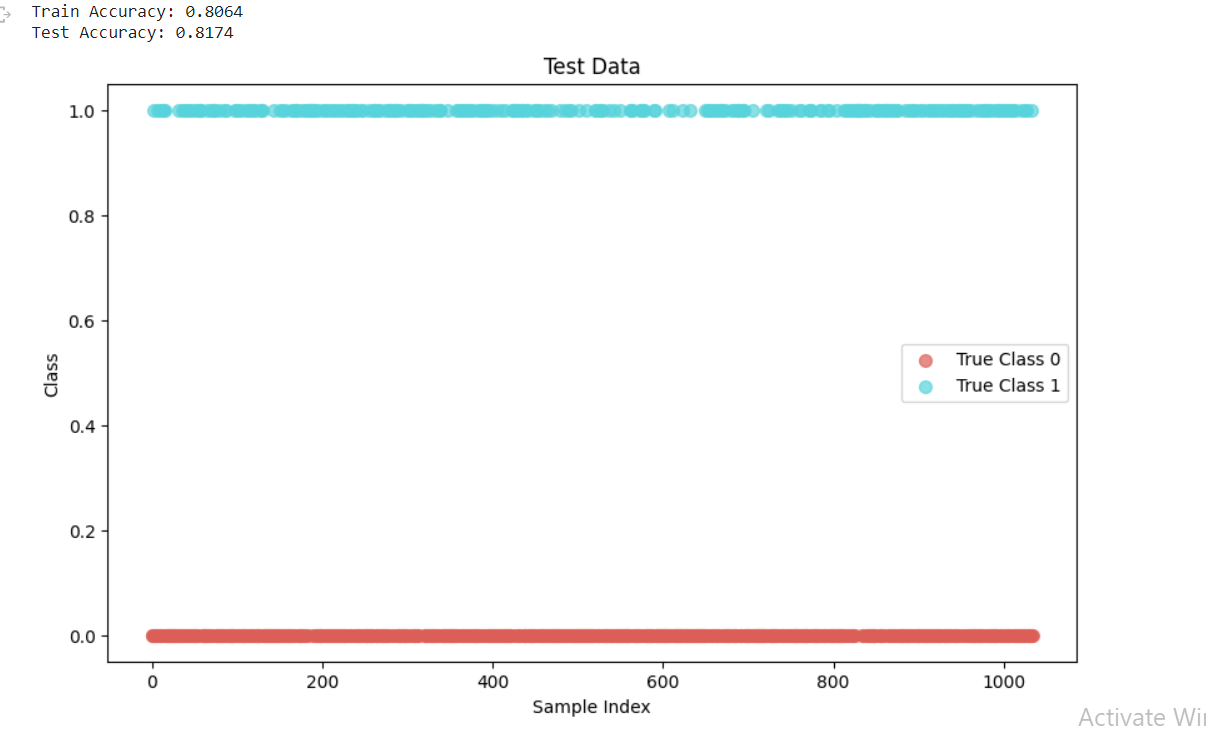 Train Accuracy: 0.8064
Test Accuracy: 0.8174
Test Data
1.0
0.8
0.6
0.4
0.2
0.0
Class
True Class 0
True Class 1
0 200 400 600 800 1000
Sample Index
Activate